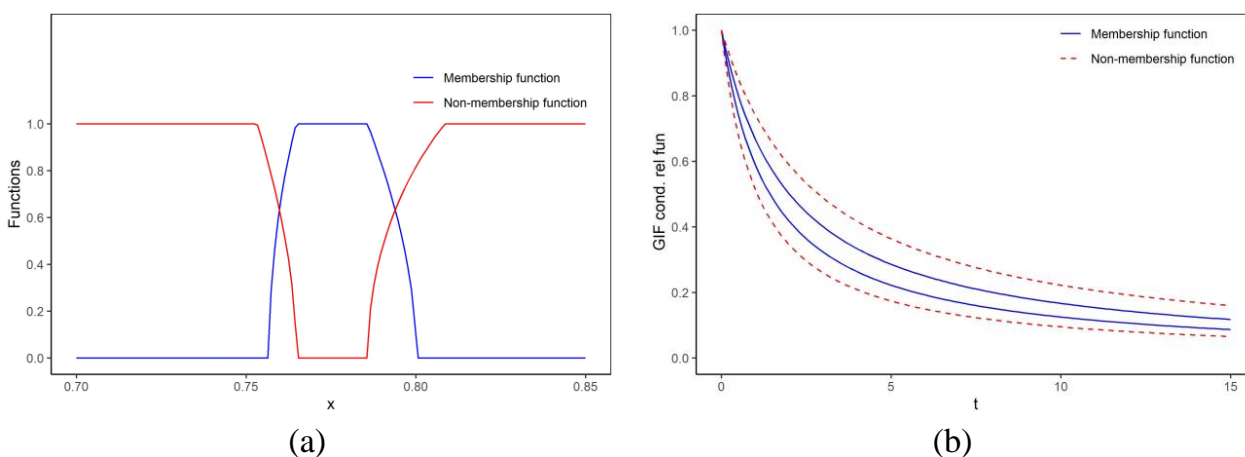 Membership function
Non-membership function
1.0
0.8
0.6
0.4
0.2
0.0
Functions
0.70
0.75
0.80
0.85
x
(a)
1.0
0.8
0.6
0.4
0.2
0.0
GIF cond. rel fun
Membership function
Non-membership function
0
5
10
15
t
(b)